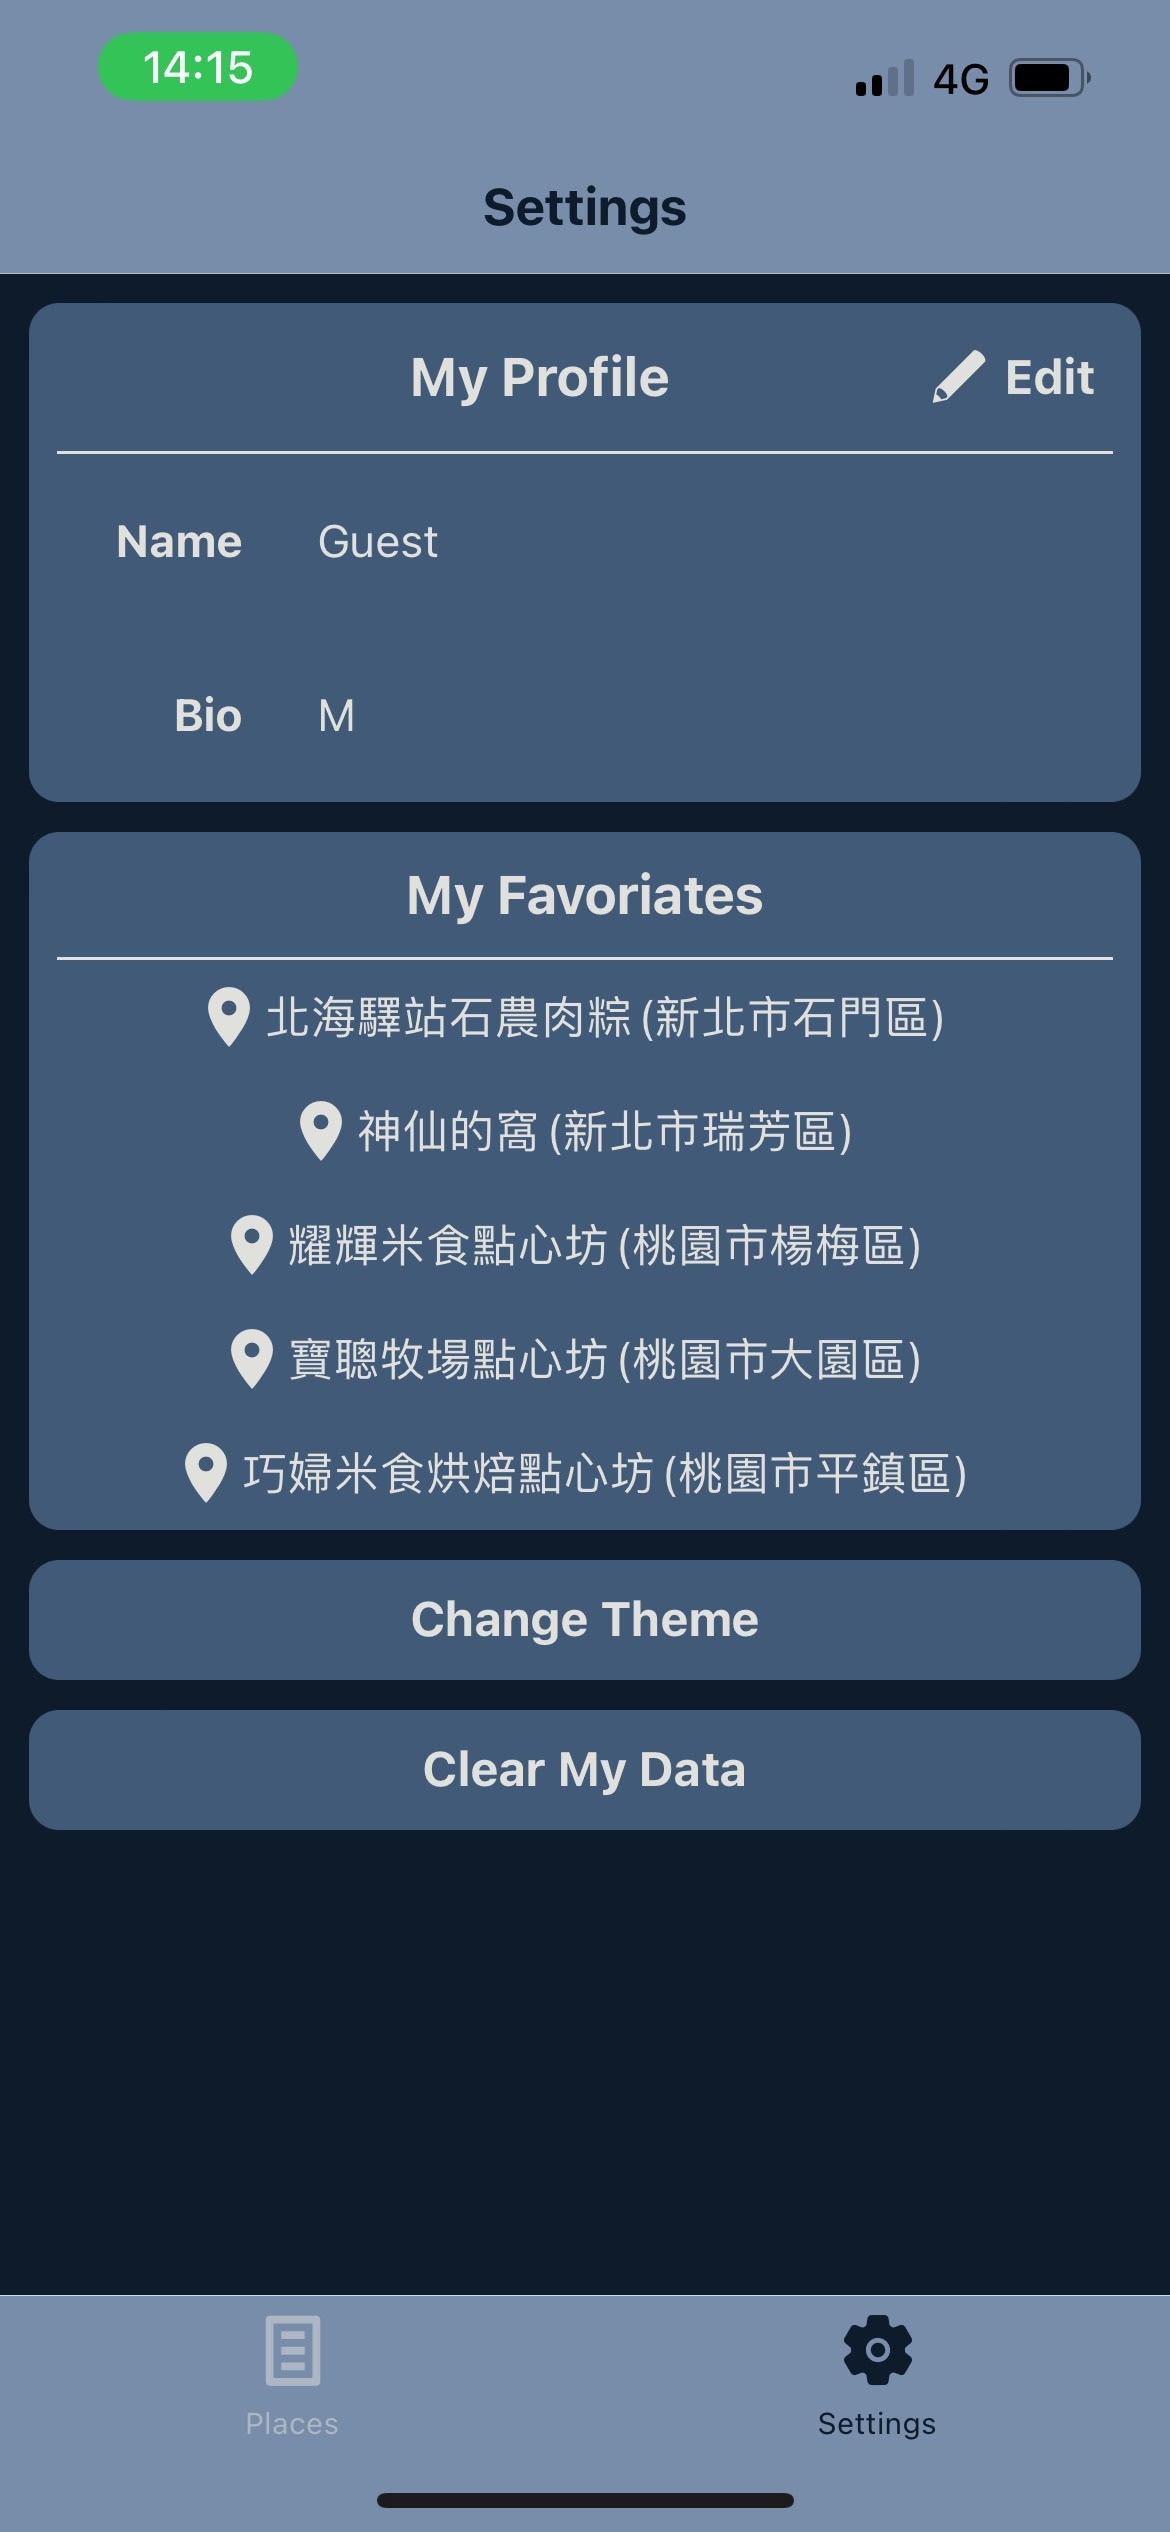 14:15
4G
Settings
My Profile
Edit
Name Guest
Bio M
My Favoriates
北海驛站石農肉粽 (新北市石門區)
神仙的窩 (新北市瑞芳區)
耀輝米食點心坊 (桃園市楊梅區)
寶聰牧場點心坊 (桃園市大園區)
巧婦米食烘焙點心坊 (桃園市平鎮區)
Change Theme
Clear My Data
Places
Settings